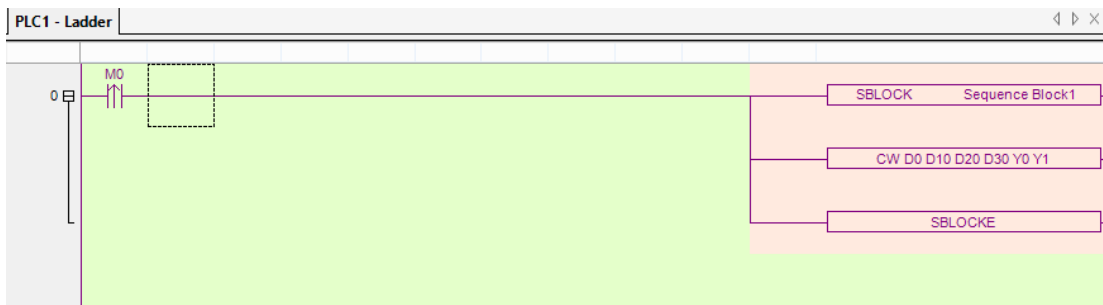 PLC1 - Ladder
M0
0
SBLOCK Sequence Block1
CW D0 D10 D20 D30 Y0 Y1
SBLOCKE